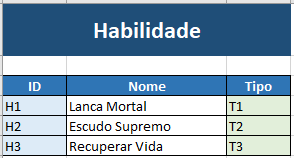 Habilidade
ID Nome Tipo
H1 Lanca Mortal T1
H2 Escudo Supremo T2
H3 Recuperar Vida T3